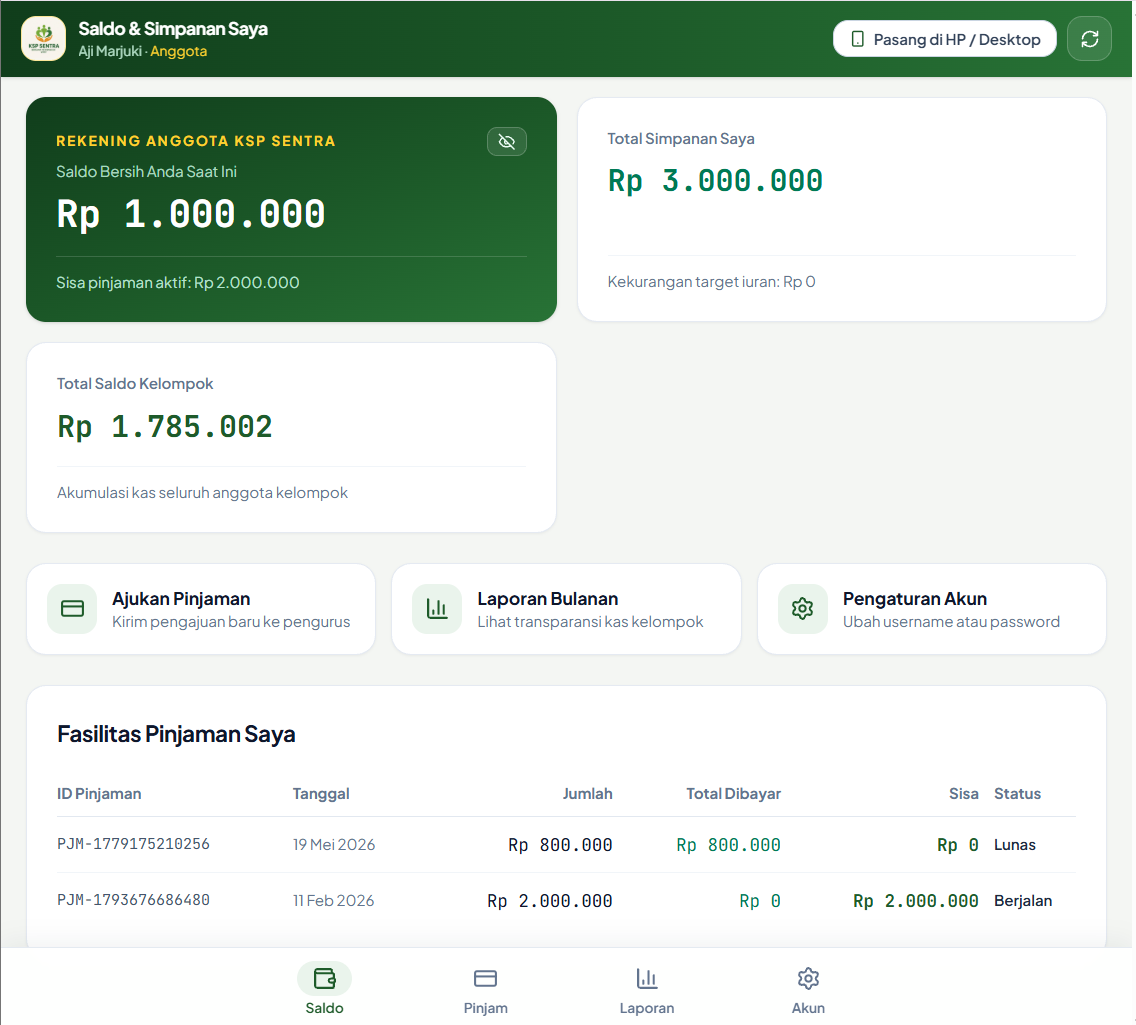 Saldo & Simpanan Saya
Aji Marjuki · Anggota
KSP SENTRA
Pasang di HP / Desktop
REKENING ANGGOTA KSP SENTRA
Saldo Bersih Anda Saat Ini
Rp 1.000.000
Sisa pinjaman aktif: Rp 2.000.000
Total Simpanan Saya
Rp 3.000.000
Kekurangan target iuran: Rp 0
Total Saldo Kelompok
Rp 1.785.002
Akumulasi kas seluruh anggota kelompok
Ajukan Pinjaman
Kirim pengajuan baru ke pengurus
Laporan Bulanan
Lihat transparansi kas kelompok
Pengaturan Akun
Ubah username atau password
Fasilitas Pinjaman Saya
ID Pinjaman Tanggal Jumlah Total Dibayar Sisa Status
PJM-1779175210256 19 Mei 2026 Rp 800.000 Rp 800.000 Rp 0 Lunas
PJM-1793676686480 11 Feb 2026 Rp 2.000.000 Rp 0 Rp 2.000.000 Berjalan
Saldo Pinjam Laporan Akun